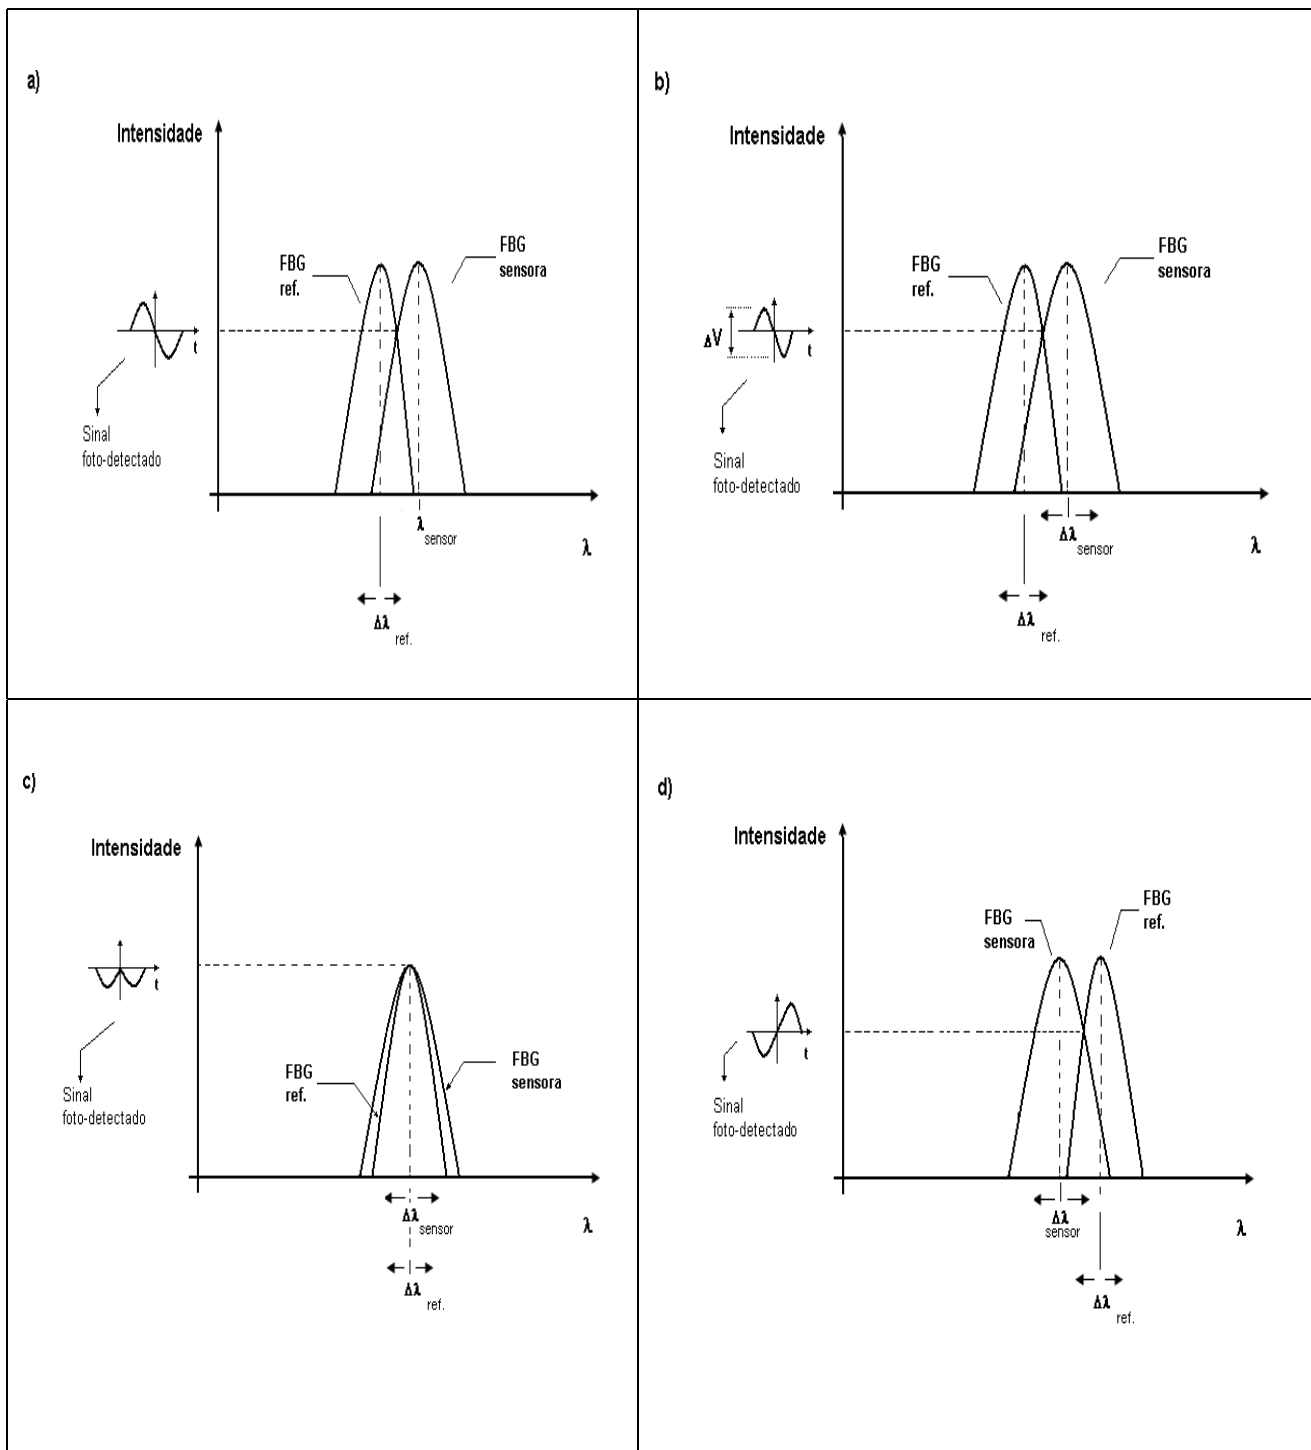 a)
Intensidade
FBG
ref.
FBG
sensora
t
Sinal
foto-detectado
λ
sensor
λ
Δλ
ref.
b)
Intensidade
FBG
ref.
FBG
sensora
ΔV
t
Sinal
foto-detectado
Δλ
sensor
λ
Δλ
ref.
c)
Intensidade
t
Sinal
foto-detectado
FBG
ref.
FBG
sensora
Δλ
sensor
λ
Δλ
ref.
d)
Intensidade
FBG
sensora
FBG
ref.
t
Sinal
foto-detectado
Δλ
sensor
λ
Δλ
ref.